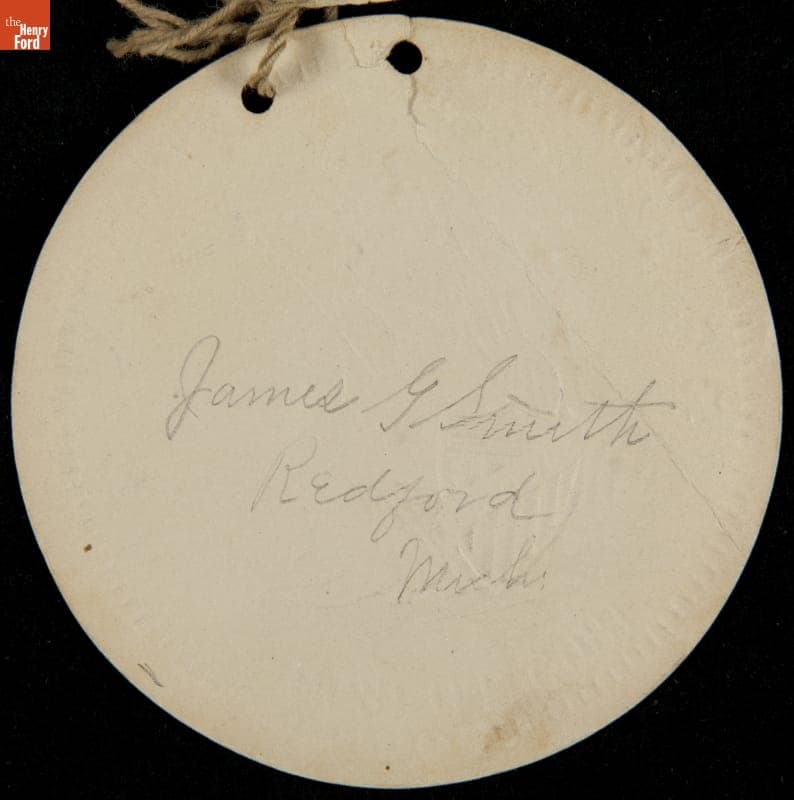 the
Henry
Ford
James G Smith
Redford
Mich.